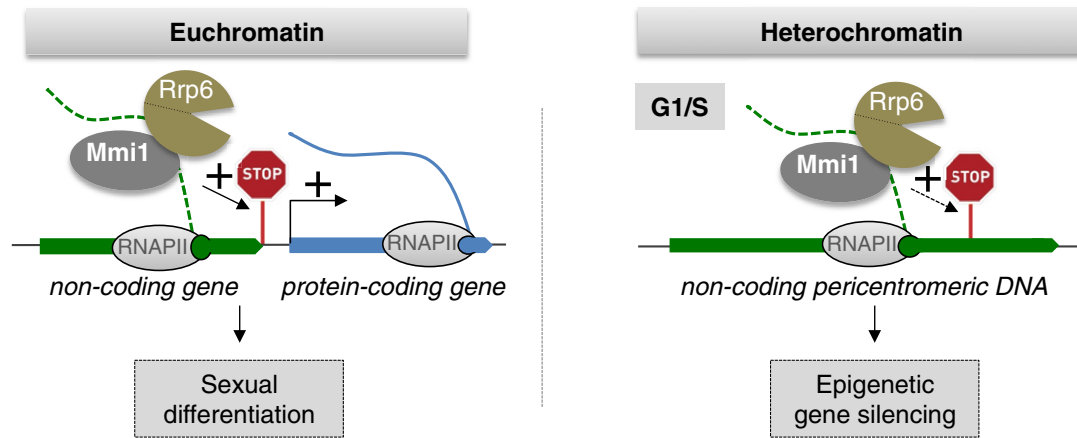 Euchromatin
Rrp6
Mmi1
+
STOP
+
RNAPII
RNAPII
non-coding gene
protein-coding gene
Sexual
differentiation
Heterochromatin
G1/S
Rrp6
Mmi1
+
STOP
RNAPII
non-coding pericentromeric DNA
Epigenetic
gene silencing